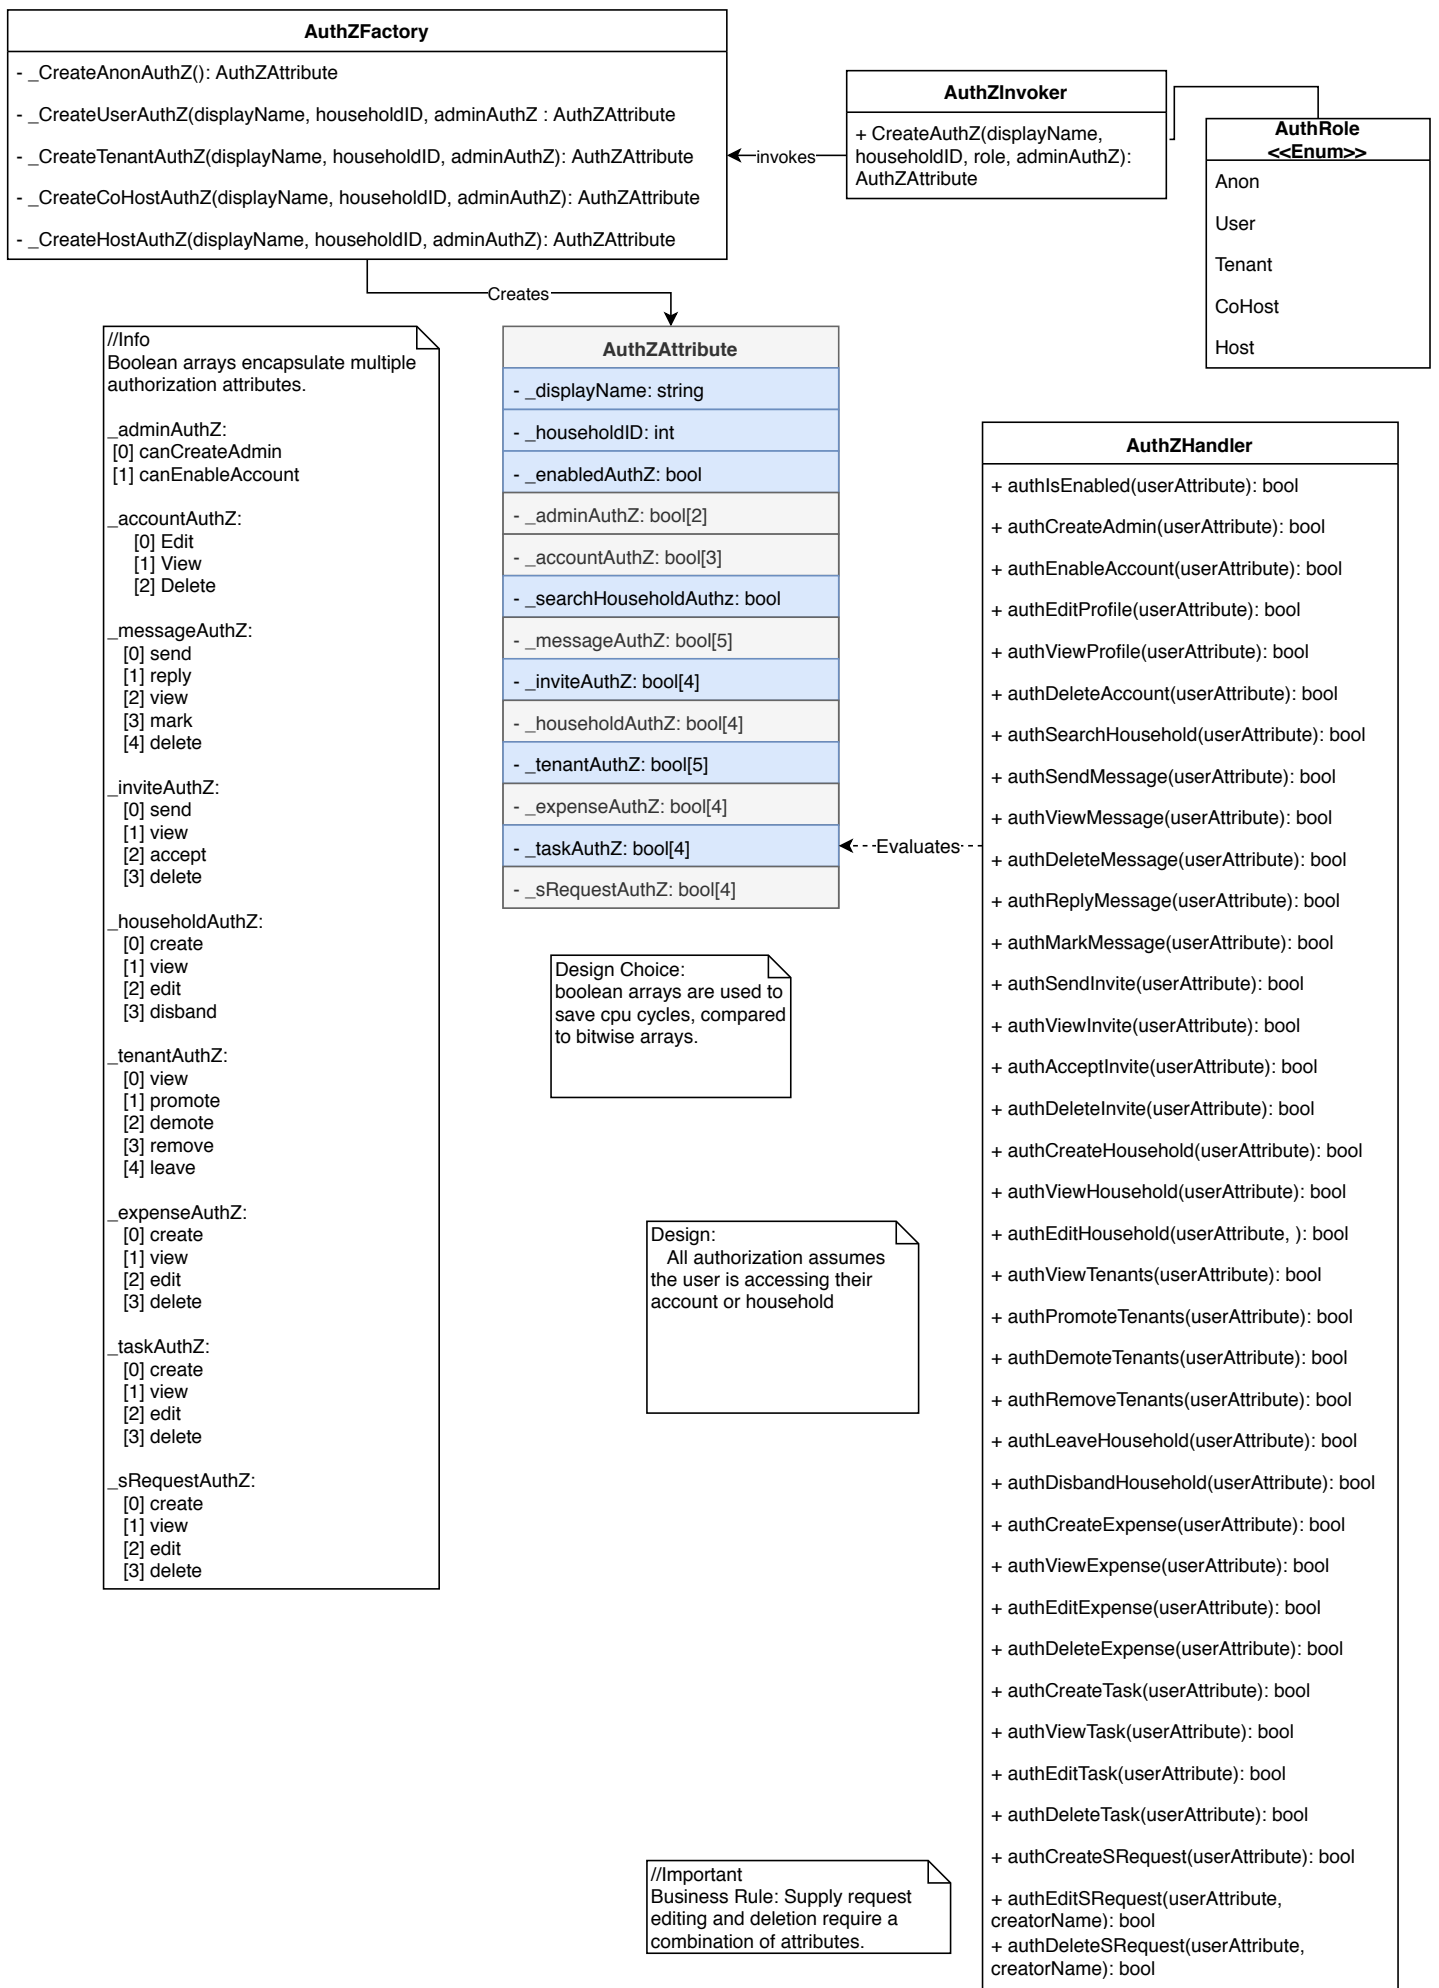 AuthZFactory
- _CreateAnonAuthZ(): AuthZAttribute
- _CreateUserAuthZ(displayName, householdID, adminAuthZ : AuthZAttribute
- _CreateTenantAuthZ(displayName, householdID, adminAuthZ): AuthZAttribute
- _CreateCoHostAuthZ(displayName, householdID, adminAuthZ): AuthZAttribute
- _CreateHostAuthZ(displayName, householdID, adminAuthZ): AuthZAttribute
invokes
AuthZInvoker
+ CreateAuthZ(displayName,
householdID, role, adminAuthZ):
AuthZAttribute
AuthRole
<<Enum>>
Anon
User
Tenant
CoHost
Host
Creates
//Info
Boolean arrays encapsulate multiple
authorization attributes.
_adminAuthZ:
[0] canCreateAdmin
[1] canEnableAccount
_accountAuthZ:
[0] Edit
[1] View
[2] Delete
_messageAuthZ:
[0] send
[1] reply
[2] view
[3] mark
[4] delete
_inviteAuthZ:
[0] send
[1] view
[2] accept
[3] delete
_householdAuthZ:
[0] create
[1] view
[2] edit
[3] disband
_tenantAuthZ:
[0] view
[1] promote
[2] demote
[3] remove
[4] leave
_expenseAuthZ:
[0] create
[1] view
[2] edit
[3] delete
_taskAuthZ:
[0] create
[1] view
[2] edit
[3] delete
_sRequestAuthZ:
[0] create
[1] view
[2] edit
[3] delete
AuthZAttribute
- _displayName: string
- _householdID: int
- _enabledAuthZ: bool
- _adminAuthZ: bool[2]
- _accountAuthZ: bool[3]
- _searchHouseholdAuthz: bool
- _messageAuthZ: bool[5]
- _inviteAuthZ: bool[4]
- _householdAuthZ: bool[4]
- _tenantAuthZ: bool[5]
- _expenseAuthZ: bool[4]
- _taskAuthZ: bool[4]
- _sRequestAuthZ: bool[4]
Evaluates
Design Choice:
boolean arrays are used to
save cpu cycles, compared
to bitwise arrays.
Design:
All authorization assumes
the user is accessing their
account or household
//Important
Business Rule: Supply request
editing and deletion require a
combination of attributes.
AuthZHandler
+ authIsEnabled(userAttribute): bool
+ authCreateAdmin(userAttribute): bool
+ authEnableAccount(userAttribute): bool
+ authEditProfile(userAttribute): bool
+ authViewProfile(userAttribute): bool
+ authDeleteAccount(userAttribute): bool
+ authSearchHousehold(userAttribute): bool
+ authSendMessage(userAttribute): bool
+ authViewMessage(userAttribute): bool
+ authDeleteMessage(userAttribute): bool
+ authReplyMessage(userAttribute): bool
+ authMarkMessage(userAttribute): bool
+ authSendInvite(userAttribute): bool
+ authViewInvite(userAttribute): bool
+ authAcceptInvite(userAttribute): bool
+ authDeleteInvite(userAttribute): bool
+ authCreateHousehold(userAttribute): bool
+ authViewHousehold(userAttribute): bool
+ authEditHousehold(userAttribute, ): bool
+ authViewTenants(userAttribute): bool
+ authPromoteTenants(userAttribute): bool
+ authDemoteTenants(userAttribute): bool
+ authRemoveTenants(userAttribute): bool
+ authLeaveHousehold(userAttribute): bool
+ authDisbandHousehold(userAttribute): bool
+ authCreateExpense(userAttribute): bool
+ authViewExpense(userAttribute): bool
+ authEditExpense(userAttribute): bool
+ authDeleteExpense(userAttribute): bool
+ authCreateTask(userAttribute): bool
+ authViewTask(userAttribute): bool
+ authEditTask(userAttribute): bool
+ authDeleteTask(userAttribute): bool
+ authCreateSRequest(userAttribute): bool
+ authEditSRequest(userAttribute,
creatorName): bool
+ authDeleteSRequest(userAttribute,
creatorName): bool